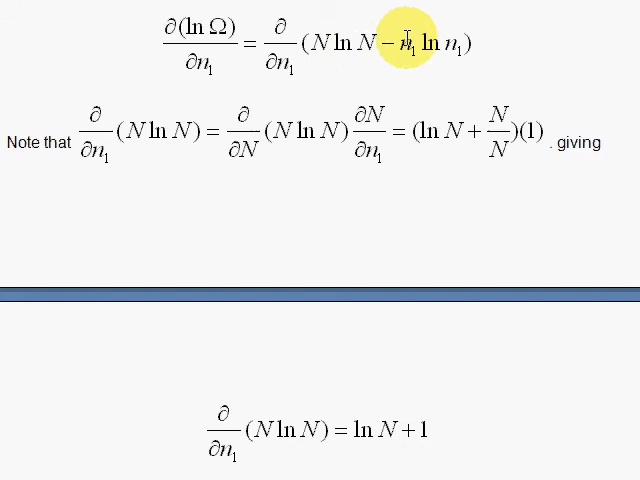 ∂(ln Ω)/∂n₁ = ∂/∂n₁ (N ln N − n₁ ln n₁)
Note that ∂/∂n₁ (N ln N) = ∂/∂N (N ln N) ∂N/∂n₁ = (ln N + N/N)(1) . giving
∂/∂n₁ (N ln N) = ln N + 1